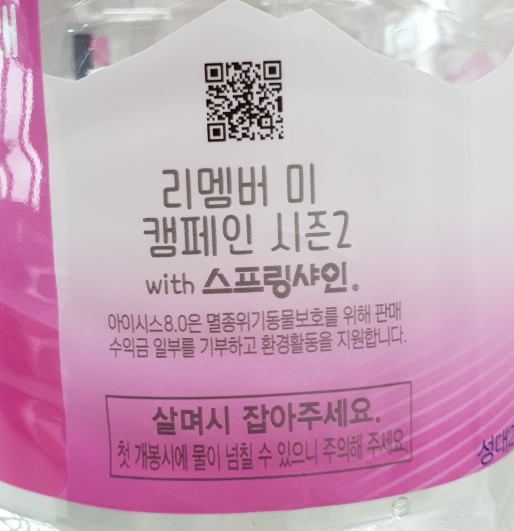 리멤버 미
캠페인 시즌2
with 스프링샤인.
아이시스8.0은 멸종위기동물보호를 위해 판매
수익금 일부를 기부하고 환경활동을 지원합니다.
살며시 잡아주세요.
첫 개봉시에 물이 넘칠 수 있으니 주의해 주세요.